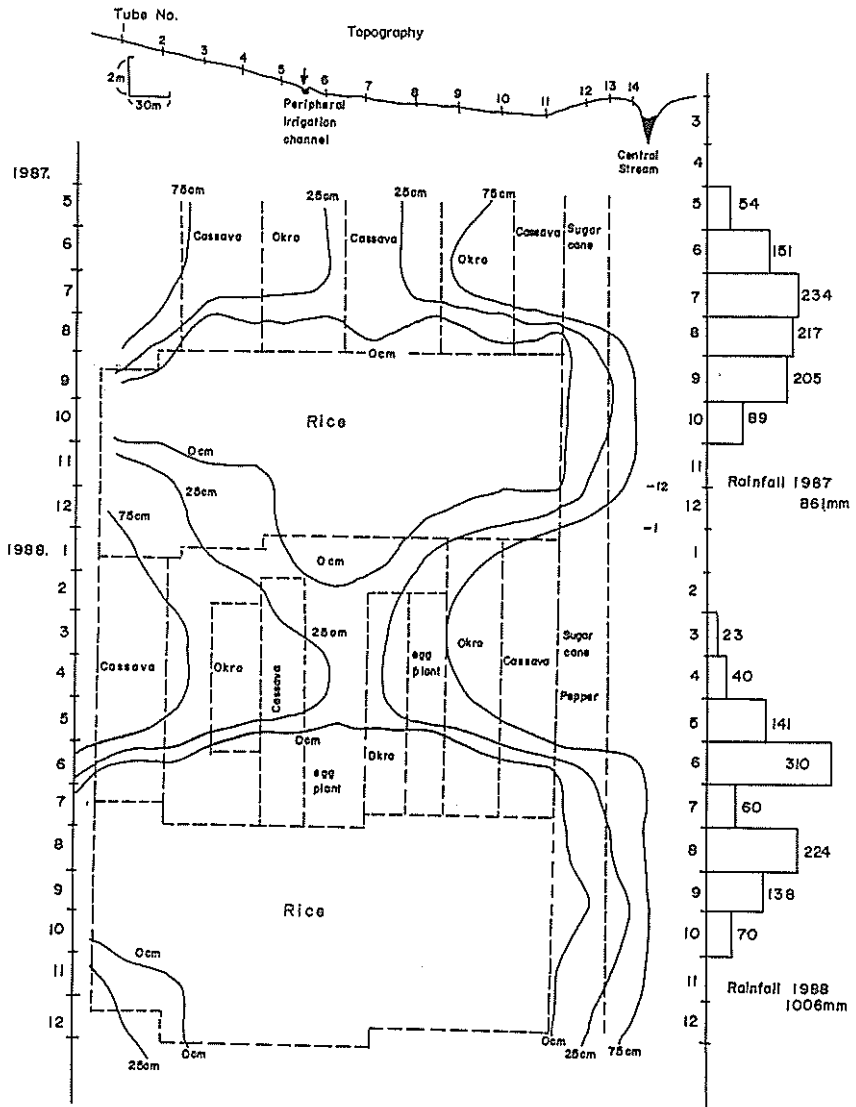 Tube No.
Topography
1 2 3 4 5 6 7 8 9 10 11 12 13 14
2m
30m
Peripheral
irrigation
channel
Central
Stream
3
4
1987.
75cm 25cm 25cm 75cm
5 5 54
6 Cassava Okro Cassava Okro Cassava Sugar cane 6 151
7 7 234
8 8 217
0cm
9 9 205
Rice
10 10 89
0cm
11 11
25cm
Rainfall 1987
861mm
12 75cm -12 12
-1
1988. 1 0cm 1
2 2
3 25cm 3 23
4 Cassava Okro Cassava egg plant Okro Cassava Sugar cane 4 40
Pepper
5 5 141
0cm Okro
6 egg plant 6 310
7 7 60
8 8 224
9 Rice 9 138
10 10 70
0cm
11 11
Rainfall 1988
1006mm
12 12
25cm 0cm 0cm 25cm 75cm